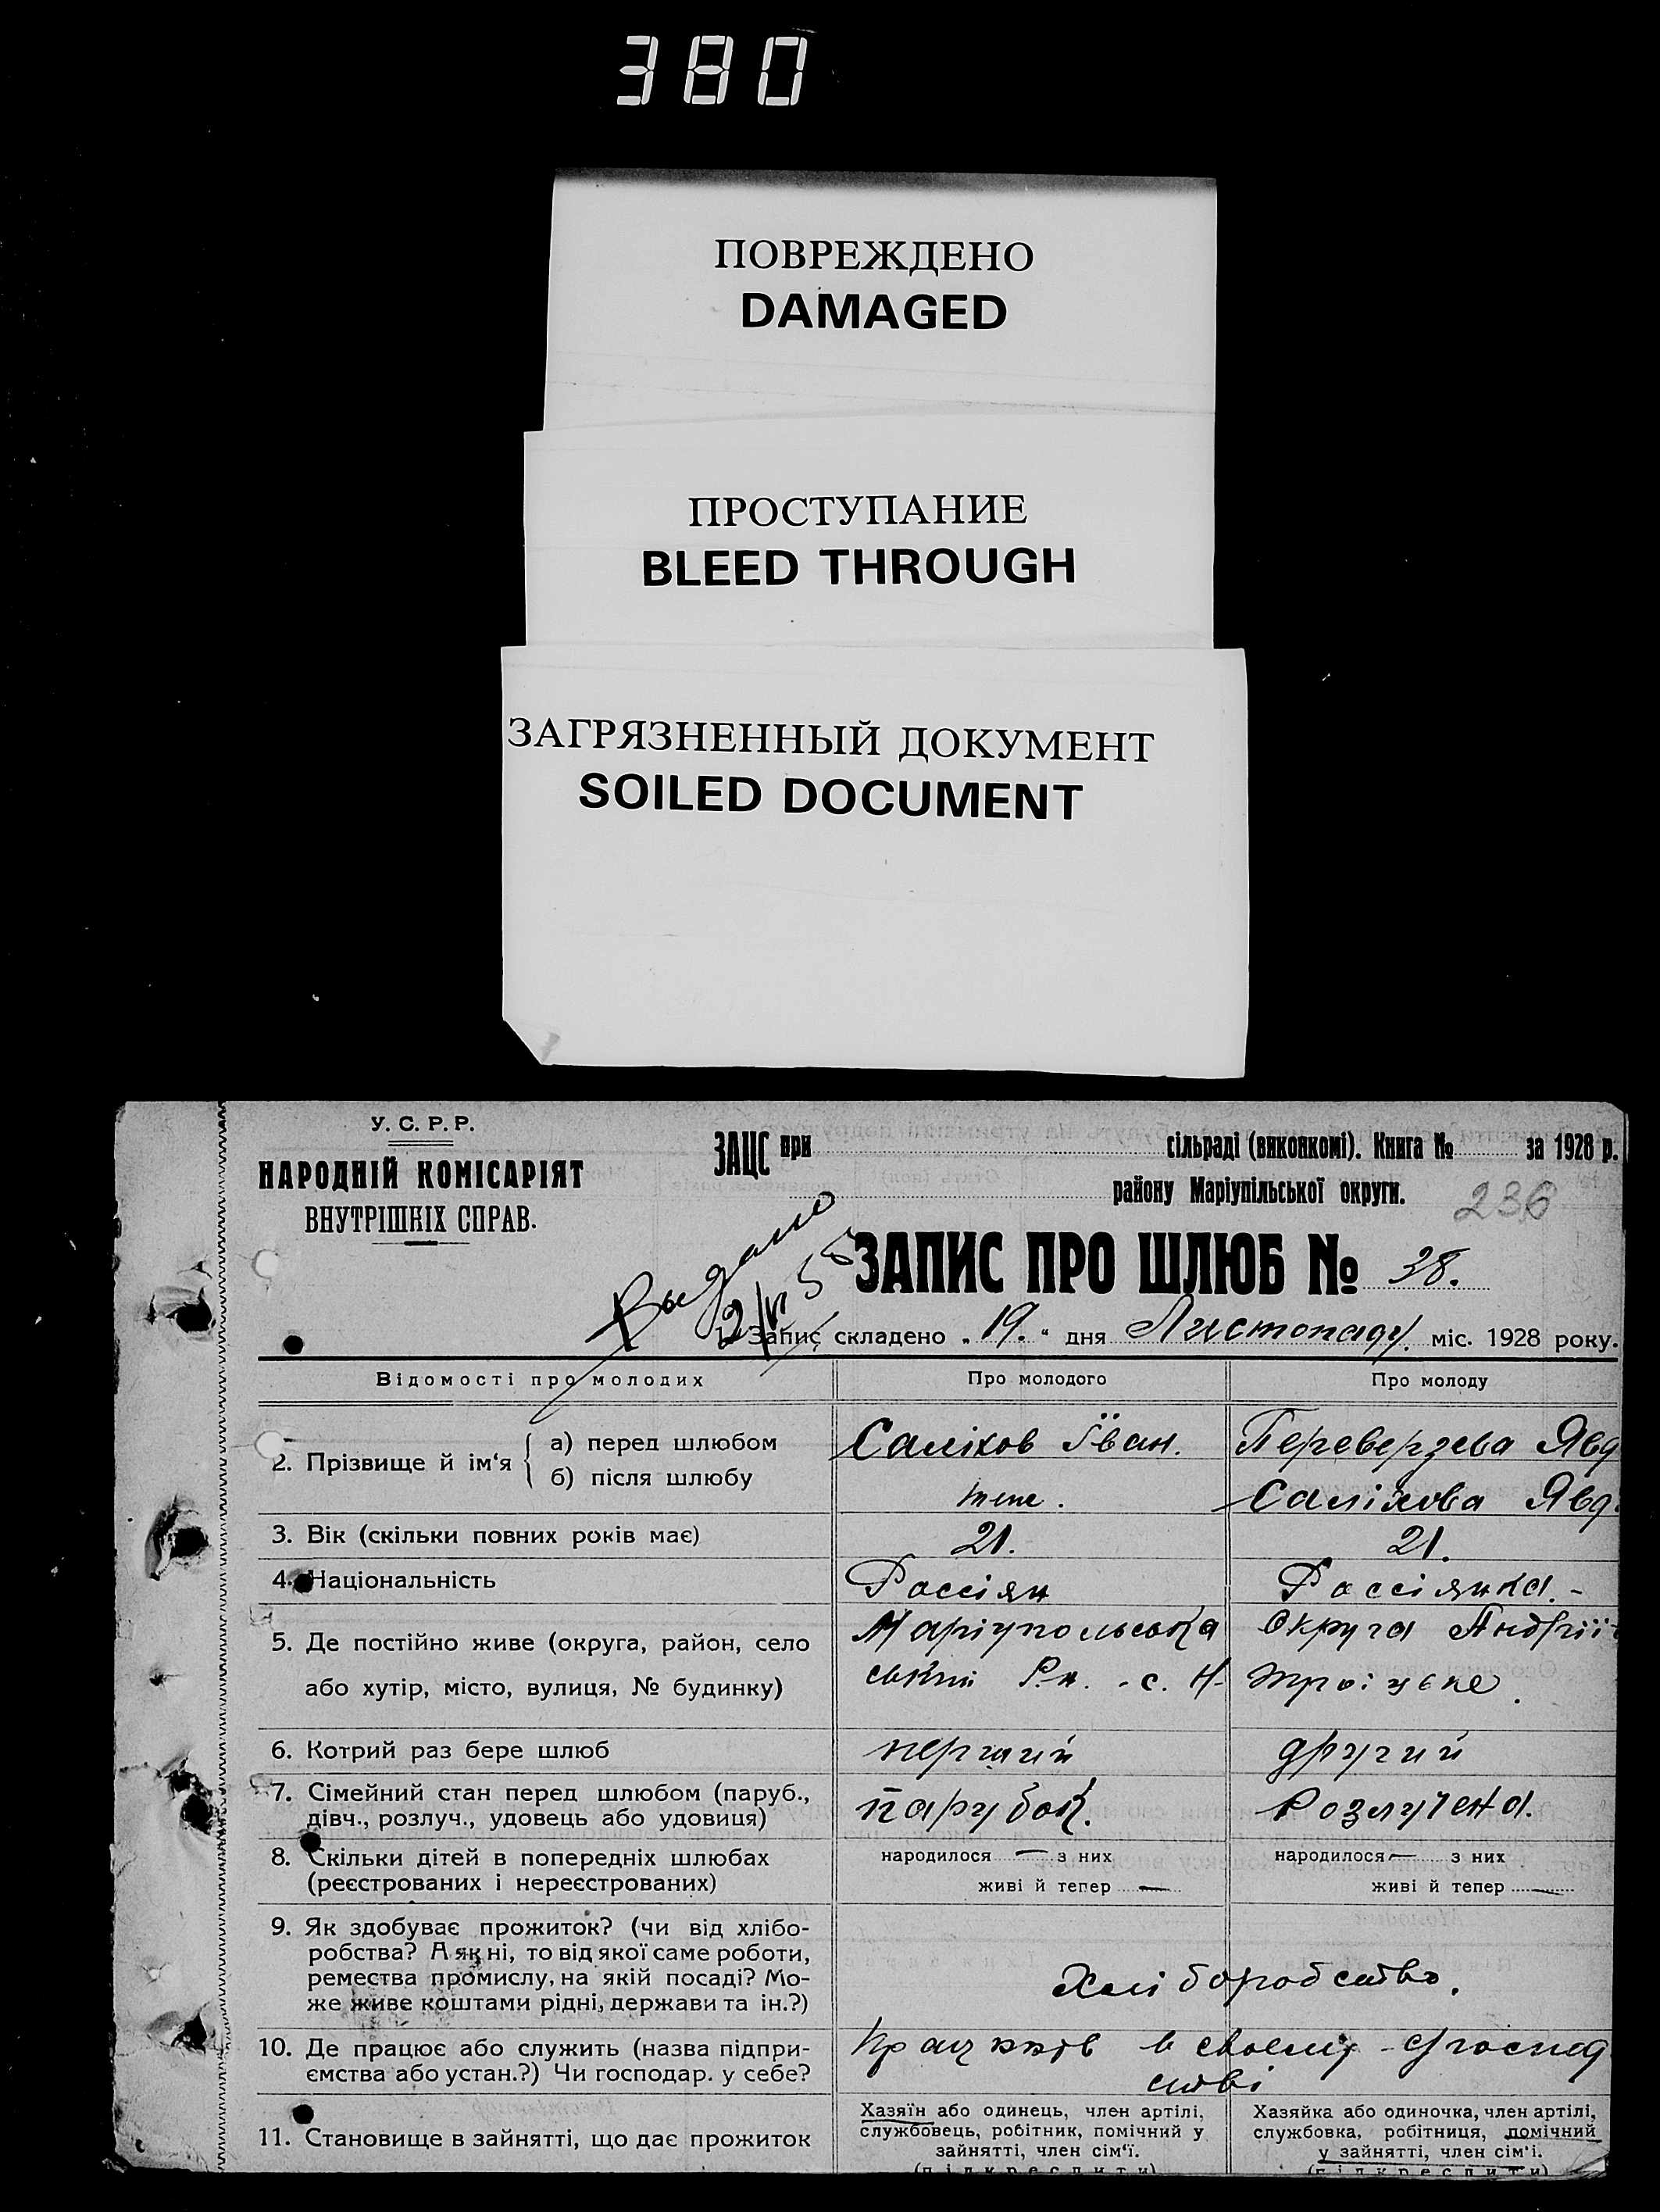 380
ПОВРЕЖДЕНО
DAMAGED
ПРОСТУПАНИЕ
BLEED THROUGH
ЗАГРЯЗНЕННЫЙ ДОКУМЕНТ
SOILED DOCUMENT
У. С. Р. Р.
НАРОДНІЙ КОМІСАРІЯТ
ВНУТРІШНІХ СПРАВ.
ЗАЦС при сільраді (виконкомі). Книга № за 1928 р.
району Маріупільської округи.
236
Выдано
ЗАПИС ПРО ШЛЮБ № 38.
Запис складено „ 19. “ дня Листопаду. міс. 1928 року.
Відомості про молодих
Про молодого
Про молоду
2. Прізвище й ім‘я { а) перед шлюбом
б) після шлюбу
Саліхов Їван.
Переверзева Явд
теж.
Саліхова Явд.
3. Вік (скільки повних років має)
21.
21.
4. Національність
Россіян
Россіянка. -
5. Де постійно живе (округа, район, село
або хутір, місто, вулиця, № будинку)
Маріупольська Округа Андрії-
ський Р-н. - с. Н- Троіцьке.
6. Котрий раз бере шлюб
перший
другий
7. Сімейний стан перед шлюбом (паруб.,
дівч., розлуч., удовець або удовиця)
парубок.
Розлучена.
8. Скільки дітей в попередніх шлюбах
(реєстрованих і нереєстрованих)
народилося — з них
живі й тепер —
народилося — з них
живі й тепер —
9. Як здобуває прожиток? (чи від хлібо-
робства? А як ні, то від якої саме роботи,
ремества промислу, на якій посаді? Мо-
же живе коштами рідні, держави та ін.?)
Хліборобство.
10. Де працює або служить (назва підпри-
ємства або устан.?) Чи господар. у себе?
в своему
стві
11. Становище в зайнятті, що дає прожиток
Хазяїн або одинець, член артілі,
службовець, робітник, помічний у
зайнятті, член сім‘ї.
(підкреслити)
Хазяйка або одиночка, член артілі,
службовка, робітниця, помічний
у зайнятті, член сім‘і.
(підкреслити)